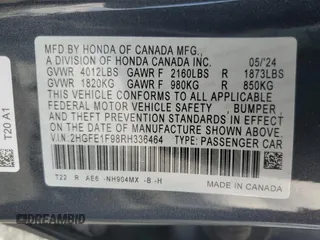 MFD. BY HONDA OF CANADA MFG.,
A DIVISION OF HONDA CANADA INC. 05/'24
GVWR 4012LBS GAWR F 2160LBS R 1873LBS
GVWR 1820KG GAWR F 980KG R 850KG
THIS VEHICLE CONFORMS TO ALL APPLICABLE
FEDERAL MOTOR VEHICLE SAFETY, BUMPER
AND THEFT PREVENTION STANDARDS IN EFFECT
ON THE DATE OF MANUFACTURE SHOWN ABOVE.
V.I.N:2HGFE1F98RH336464 TYPE:PASSENGER CAR
T22 R AE6 -NH904MX -B -H
T20 A1
DREAMBID